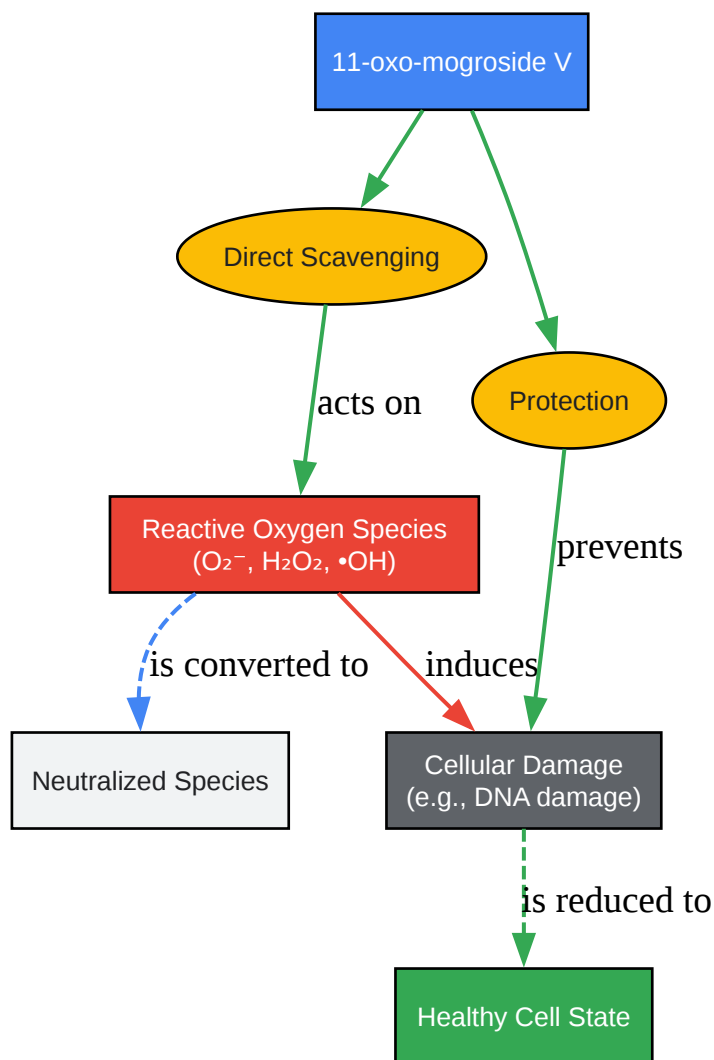 11-oxo-mogroside V
Direct Scavenging
acts on
Protection
Reactive Oxygen Species
(O₂⁻, H₂O₂, •OH)
prevents
is converted to
induces
Neutralized Species
Cellular Damage
(e.g., DNA damage)
is reduced to
Healthy Cell State